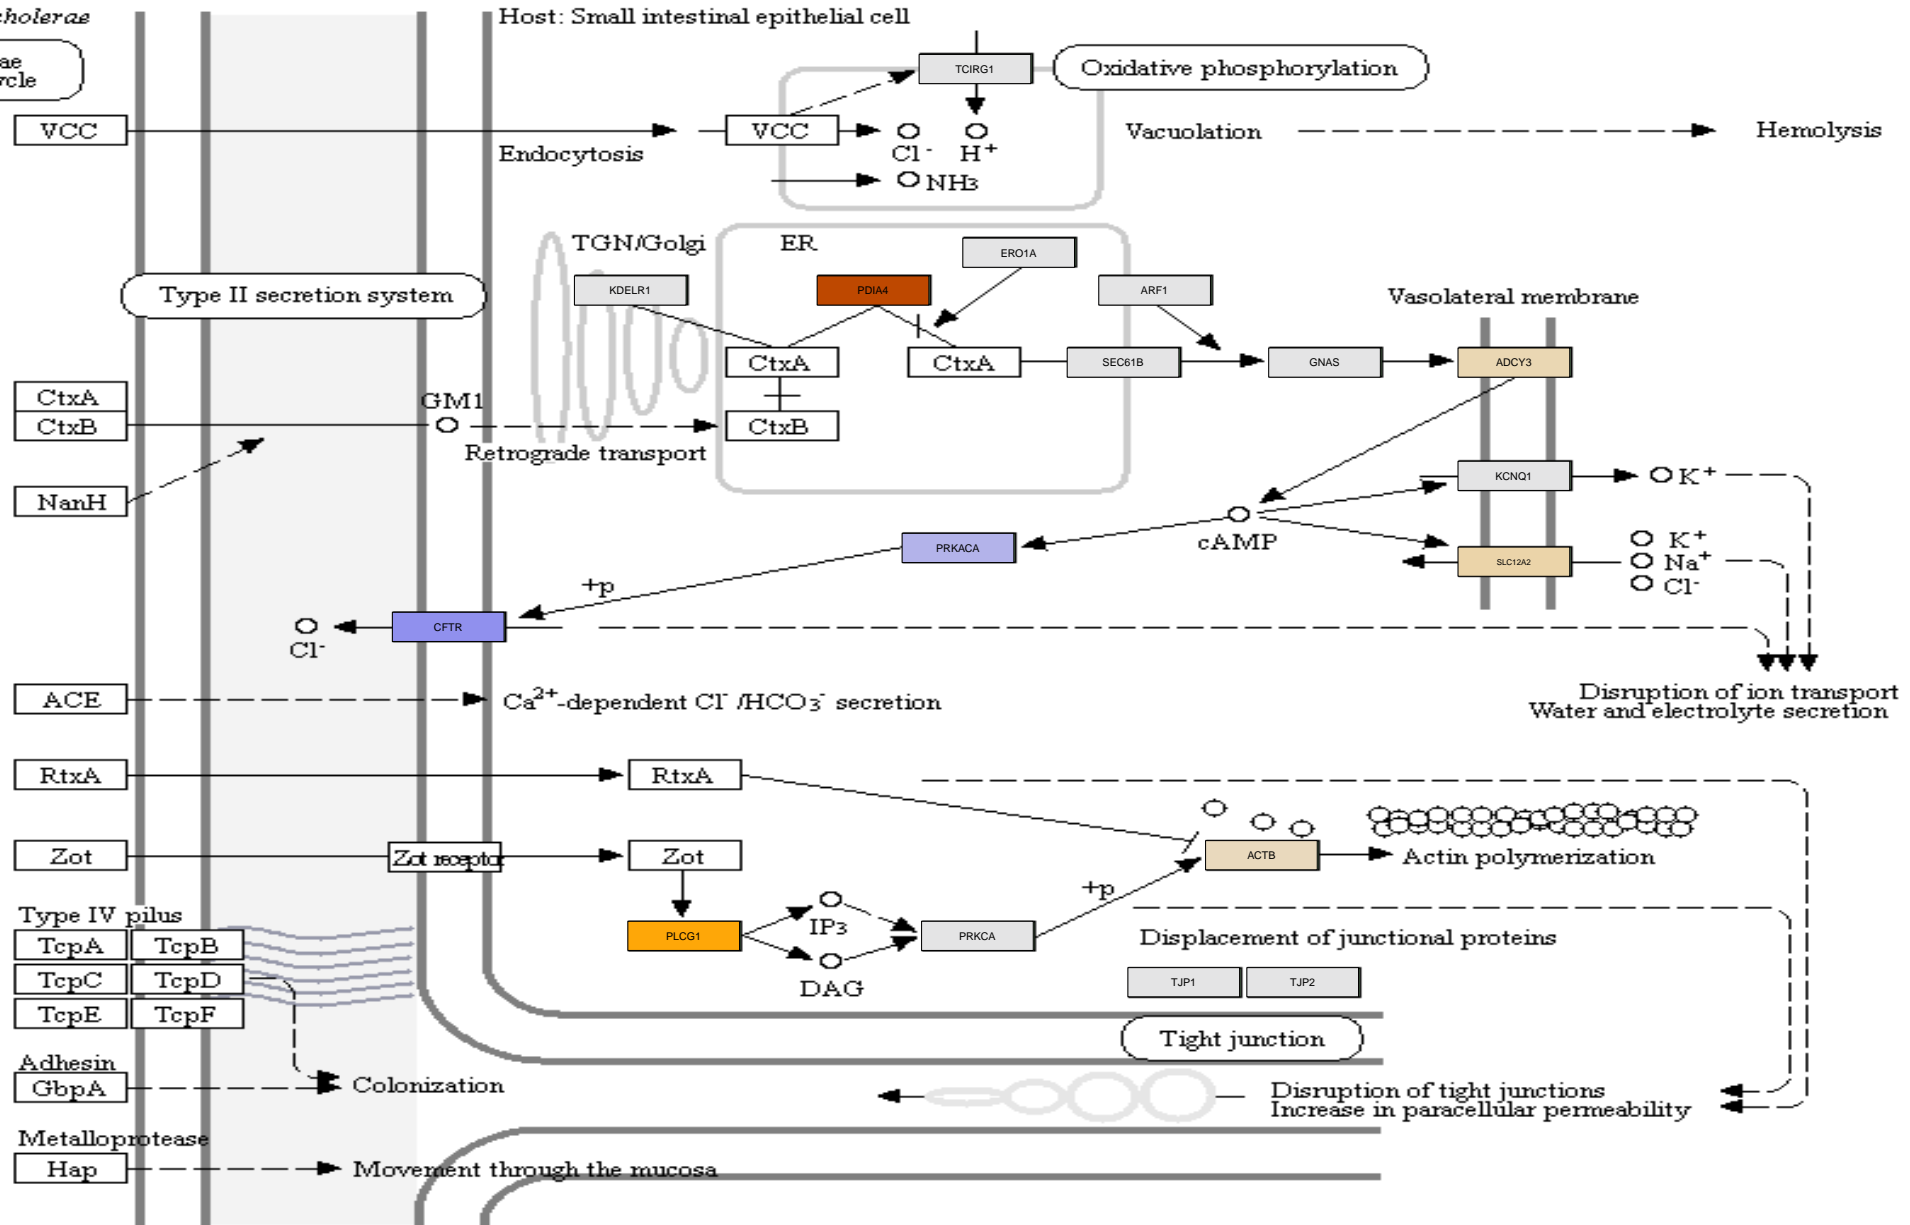 cholerae
Host: Small intestinal epithelial cell
ae
ycle
TCIRG1
Oxidative phosphorylation
VCC
VCC
Cl-
H+
Vacuolation
Hemolysis
Endocytosis
NH3
TGN/Golgi
ER
ERO1A
Type II secretion system
KDELR1
PDIA4
ARF1
Vasolateral membrane
CtxA
CtxA
SEC61B
GNAS
ADCY3
CtxA
CtxB
GM1
CtxB
Retrograde transport
NanH
KCNQ1
K+
cAMP
PRKACA
SLC12A2
K+
Na+
Cl-
+p
CFTR
Cl-
ACE
Ca2+-dependent Cl- /HCO3- secretion
Disruption of ion transport
Water and electrolyte secretion
RtxA
RtxA
Zot
Zot receptor
Zot
ACTB
Actin polymerization
+p
Type IV pilus
TcpA
TcpB
PLCG1
IP3
PRKCA
Displacement of junctional proteins
TcpC
TcpD
DAG
TJP1
TJP2
TcpE
TcpF
Tight junction
Adhesin
GbpA
Colonization
Disruption of tight junctions
Increase in paracellular permeability
Metalloprotease
Hap
Movement through the mucosa